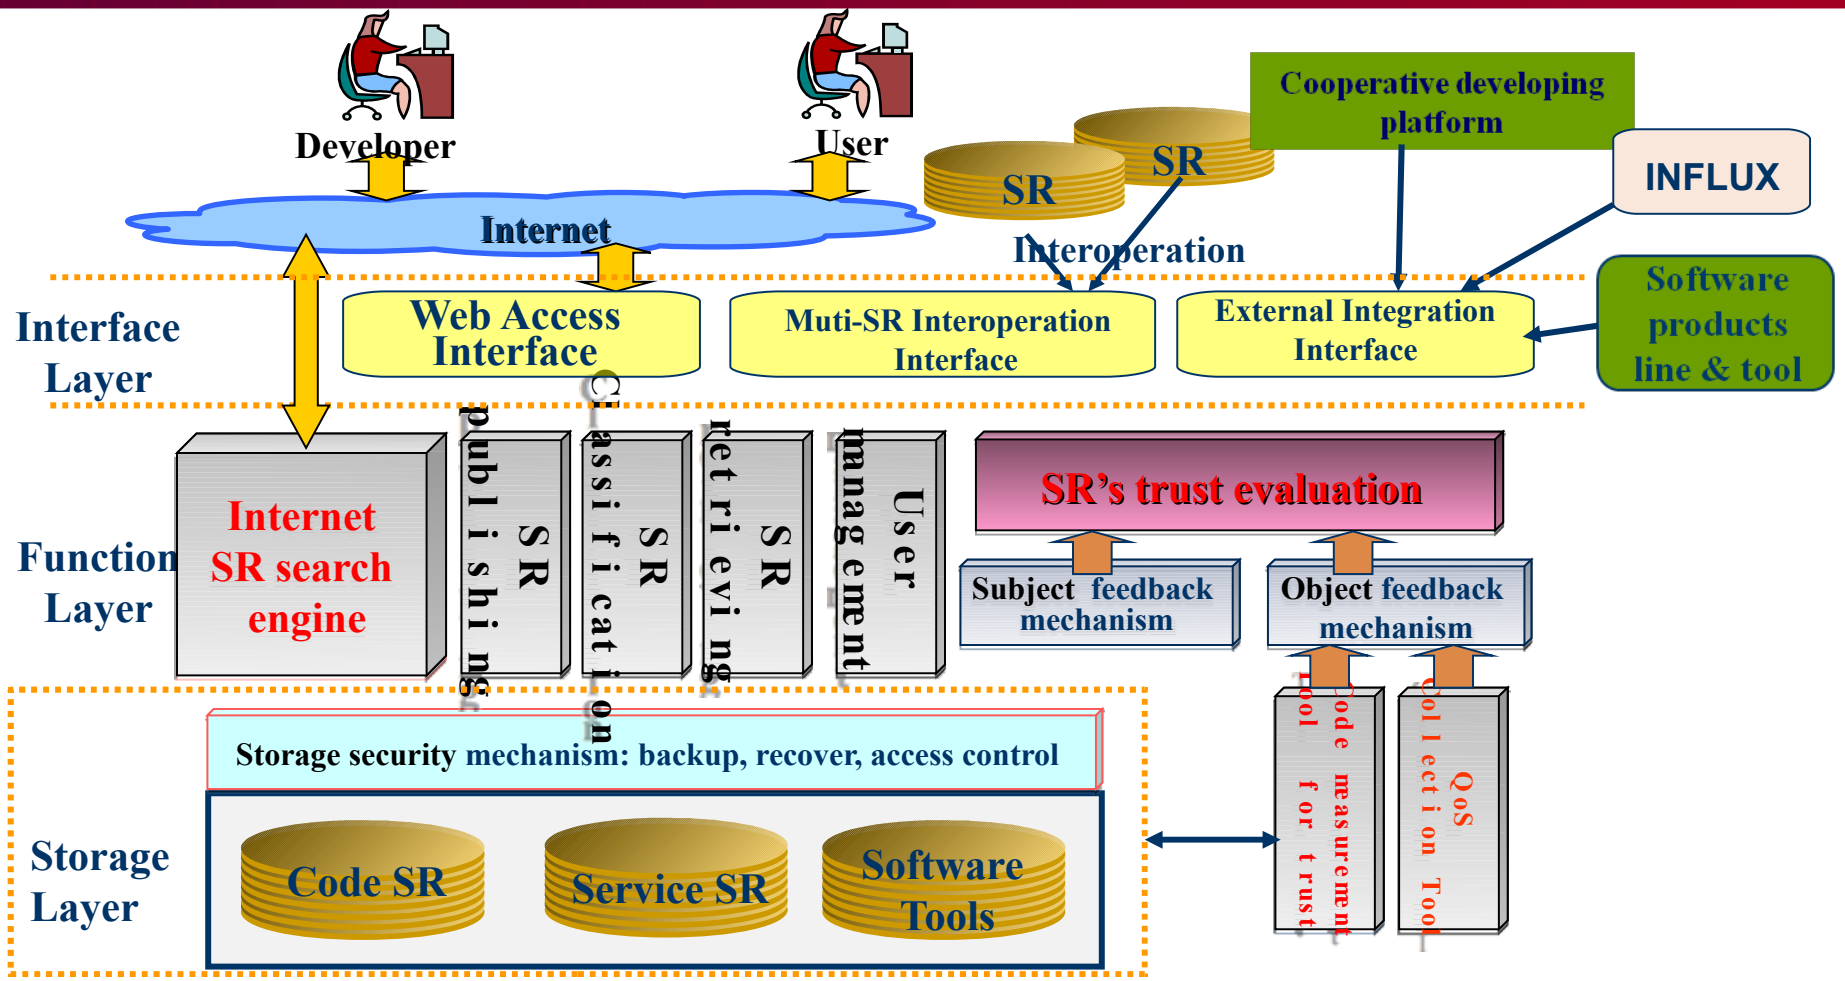 Developer
User
Cooperative developing
platform
SR
SR
INFLUX
Internet
Interoperation
Interface
Layer
Web Access
Interface
Muti-SR Interoperation
Interface
External Integration
Interface
Software
products
line & tool
Function
Layer
Internet
SR search
engine
SR
publishing
SR
Classification
SR
retrieving
User
management
SR's trust evaluation
Subject feedback
mechanism
Object feedback
mechanism
Code measurement
Tool for trust
QoS
Collection Tool
Storage security mechanism: backup, recover, access control
Storage
Layer
Code SR
Service SR
Software
Tools